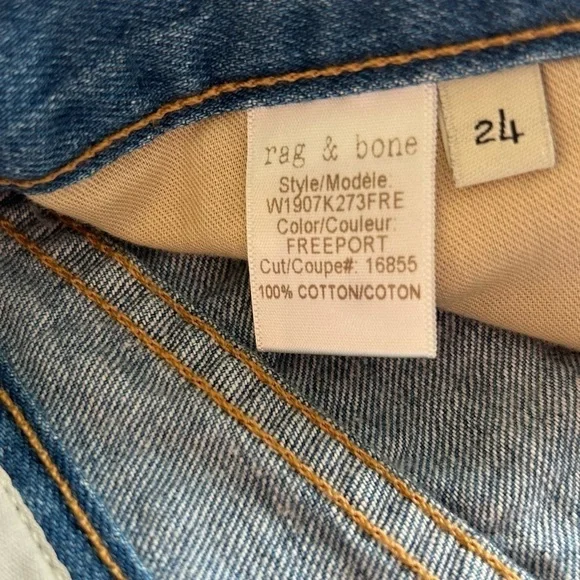 rag & bone
Style/Modèle:
W1907K273FRE
Color/Couleur:
FREEPORT
Cut/Coupe#: 16855
100% COTTON/COTON
24